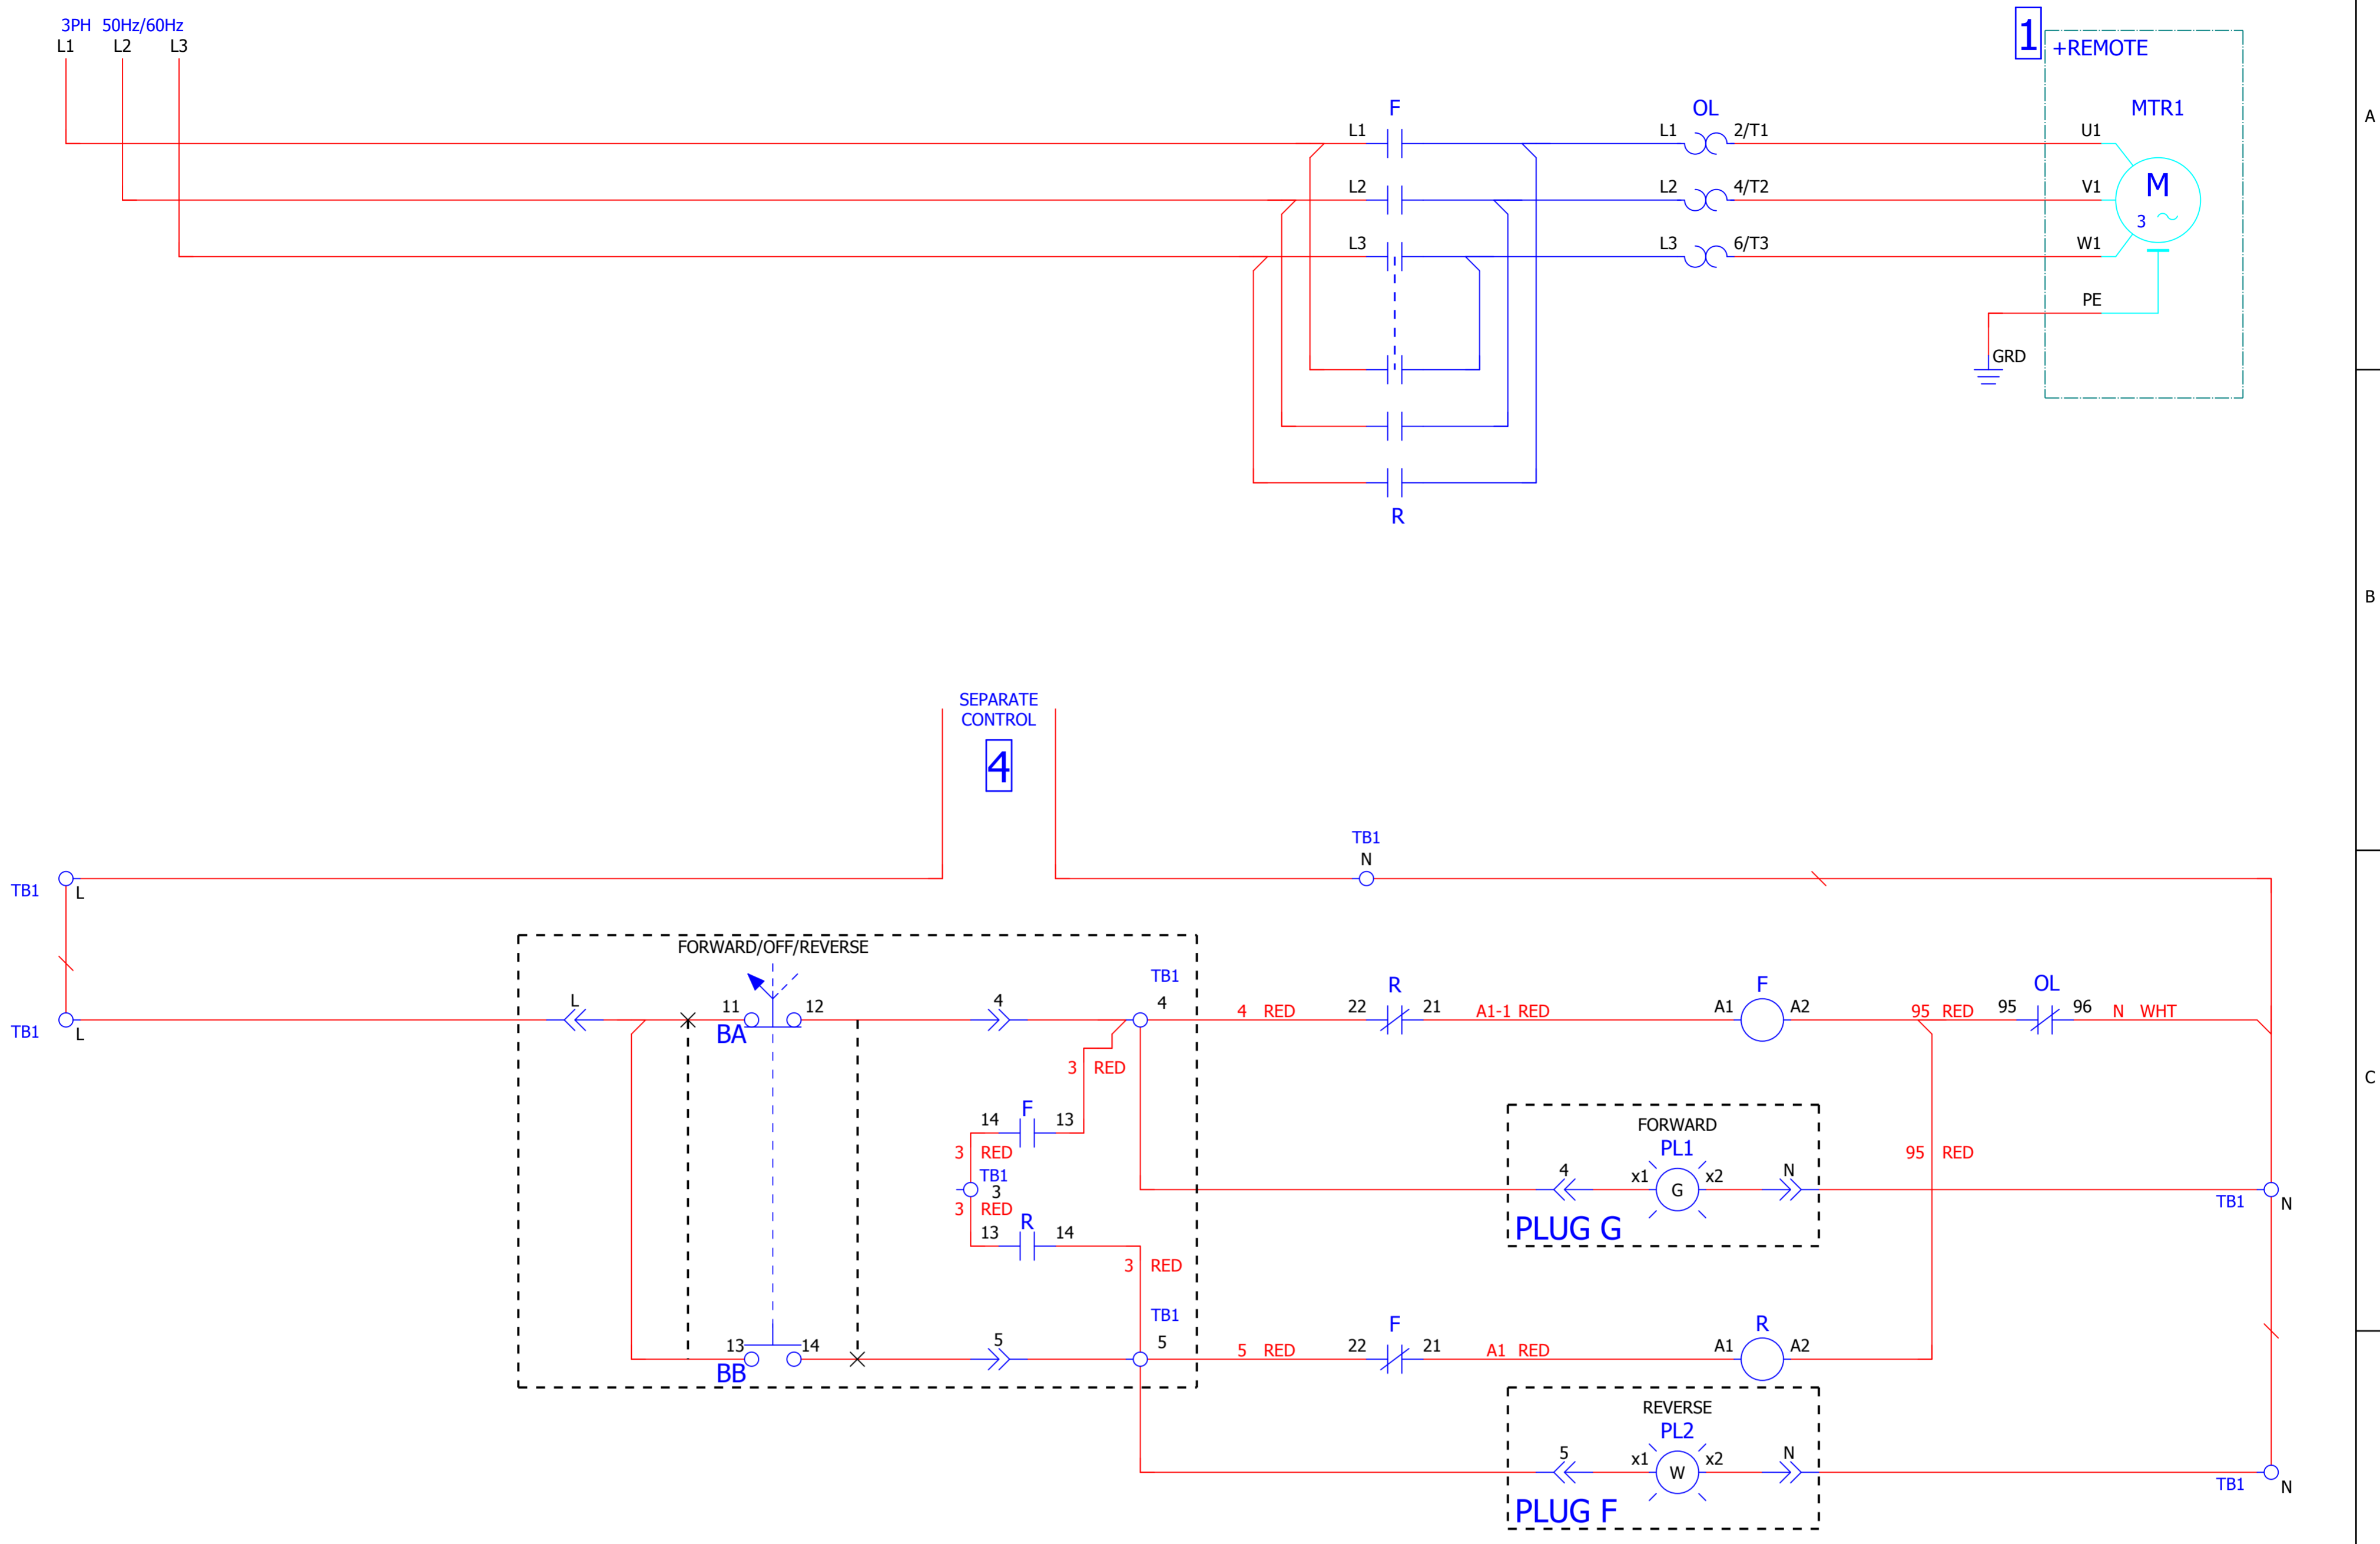 3PH 50Hz/60Hz
L1 L2 L3
1
+REMOTE
A
F
OL
MTR1
L1
L1 2/T1
U1
L2
L2 4/T2
V1
M
3
L3
L3 6/T3
W1
PE
GRD
R
B
SEPARATE
CONTROL
4
TB1
N
TB1
L
FORWARD/OFF/REVERSE
TB1
L
L
11 12
BA
4
TB1
4
4 RED
R
22 21
A1-1 RED
F
A1 A2
95 RED
OL
95 96
N WHT
3 RED
C
F
14 13
3 RED
TB1
3
3 RED
R
13 14
3 RED
FORWARD
PL1
4
x1 x2
G
N
PLUG G
95 RED
TB1
N
13 14
BB
5
TB1
5
5 RED
F
22 21
A1 RED
R
A1 A2
REVERSE
PL2
5
x1 x2
W
N
PLUG F
TB1
N